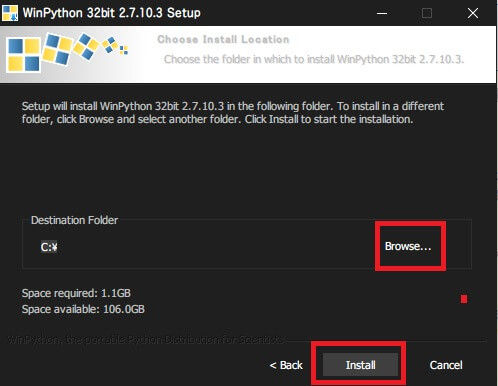 WinPython 32bit 2.7.10.3 Setup
Choose Install Location
Choose the folder in which to install WinPython 32bit 2.7.10.3.
Setup will install WinPython 32bit 2.7.10.3 in the following folder. To install in a different
folder, click Browse and select another folder. Click Install to start the installation.
Destination Folder
C:¥
Browse...
Space required: 1.1GB
Space available: 106.0GB
WinPython, the portable Python Distribution for Scientists
< Back
Install
Cancel